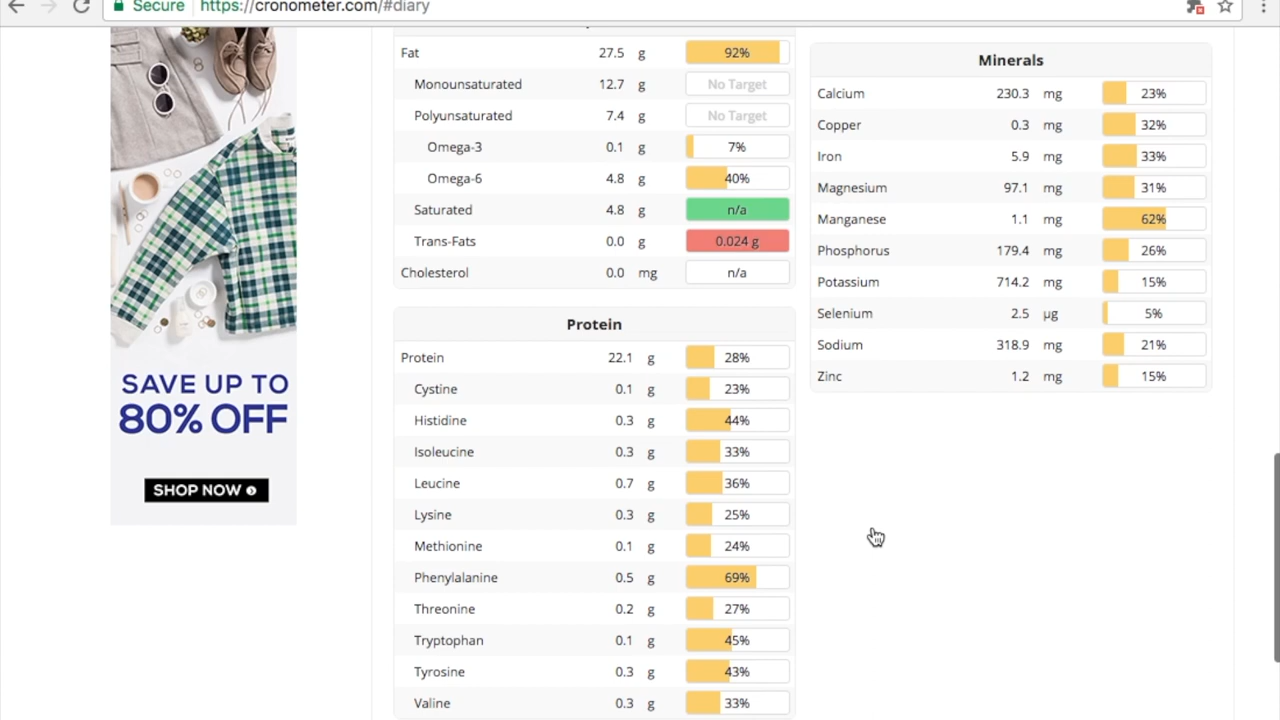 Secure https://cronometer.com/#diary
SAVE UP TO
80% OFF
SHOP NOW
Fat 27.5 g 92%
Monounsaturated 12.7 g No Target
Polyunsaturated 7.4 g No Target
Omega-3 0.1 g 7%
Omega-6 4.8 g 40%
Saturated 4.8 g n/a
Trans-Fats 0.0 g 0.024 g
Cholesterol 0.0 mg n/a
Protein
Protein 22.1 g 28%
Cystine 0.1 g 23%
Histidine 0.3 g 44%
Isoleucine 0.3 g 33%
Leucine 0.7 g 36%
Lysine 0.3 g 25%
Methionine 0.1 g 24%
Phenylalanine 0.5 g 69%
Threonine 0.2 g 27%
Tryptophan 0.1 g 45%
Tyrosine 0.3 g 43%
Valine 0.3 g 33%
Minerals
Calcium 230.3 mg 23%
Copper 0.3 mg 32%
Iron 5.9 mg 33%
Magnesium 97.1 mg 31%
Manganese 1.1 mg 62%
Phosphorus 179.4 mg 26%
Potassium 714.2 mg 15%
Selenium 2.5 µg 5%
Sodium 318.9 mg 21%
Zinc 1.2 mg 15%